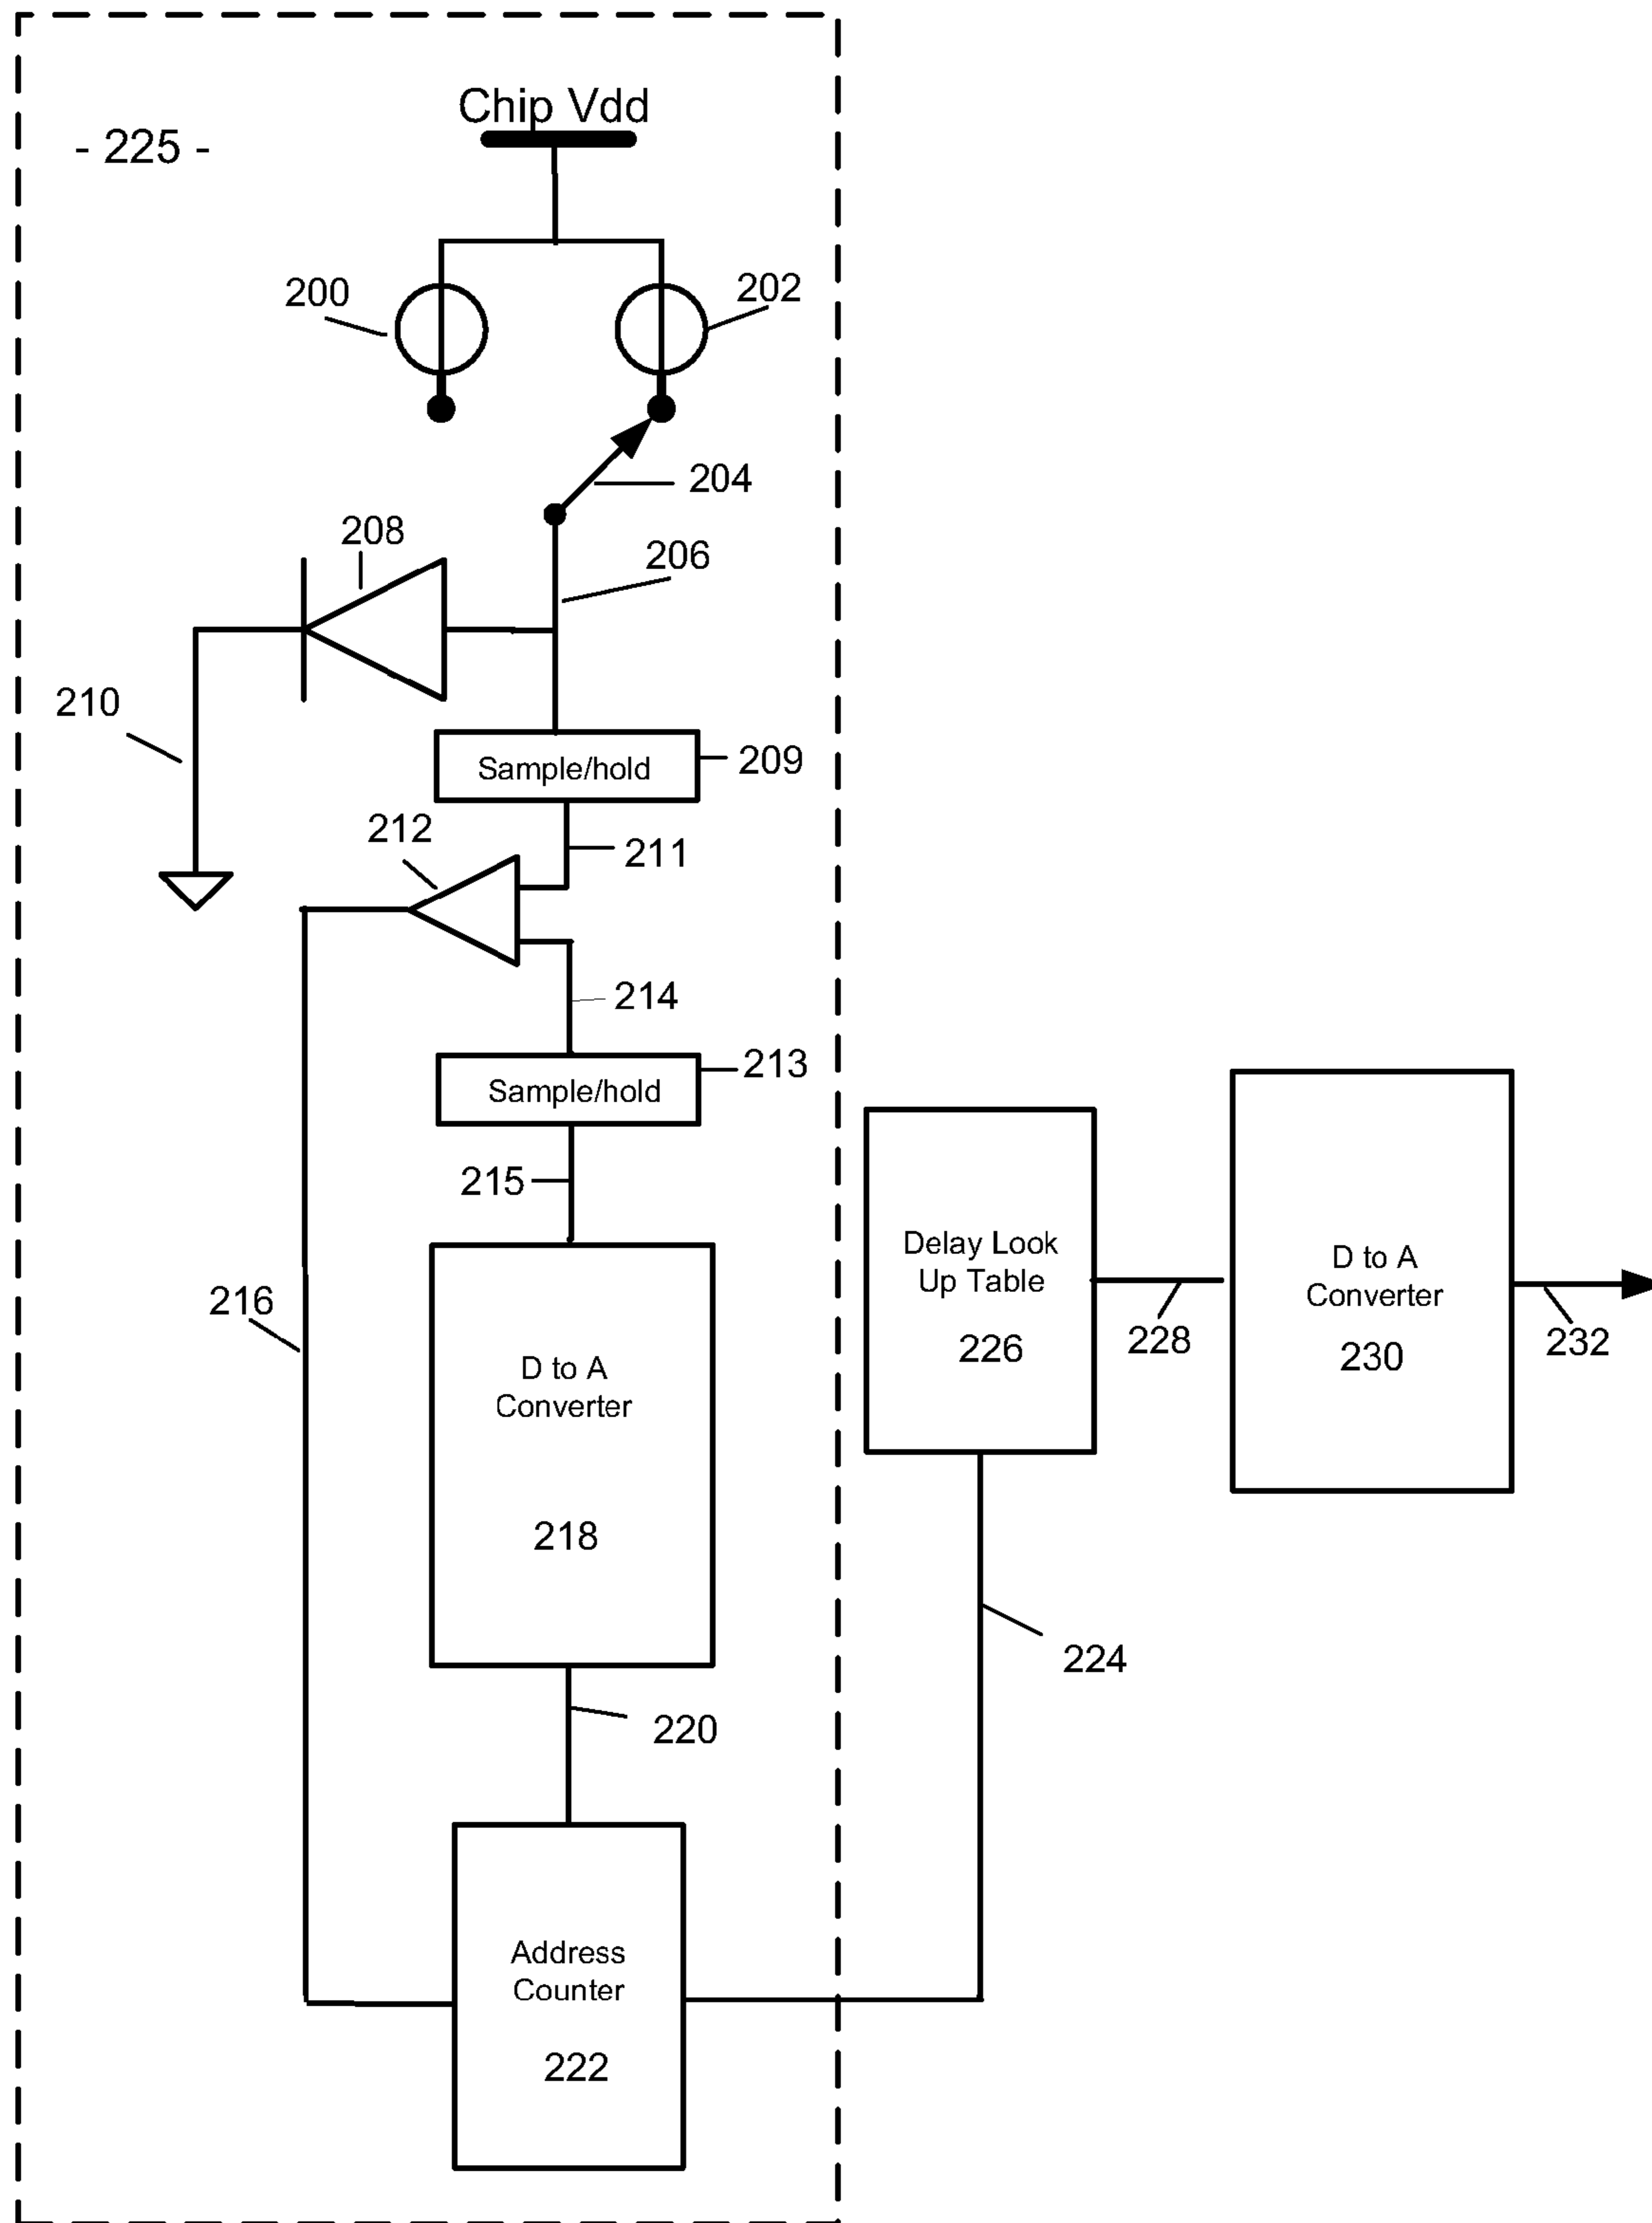 Chip Vdd
- 225 -
200
202
204
208
206
210
Sample/hold
209
212
211
214
Sample/hold
213
215
Delay Look
Up Table
226
228
D to A
Converter
230
232
216
D to A
Converter
218
224
220
Address
Counter
222